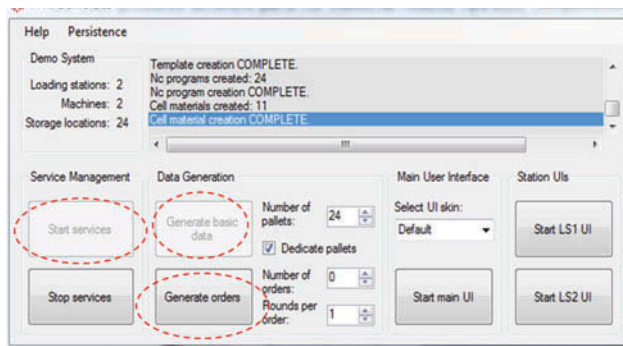 Help Persistence
Demo System
Loading stations: 2
Machines: 2
Storage locations: 24
Template creation COMPLETE.
Nc programs created: 24
Nc program creation COMPLETE.
Cell materials created: 11
Cell material creation COMPLETE.
Service Management
Start services
Stop services
Data Generation
Generate basic
data
Number of
pallets:
24
Dedicate pallets
Generate orders
Number of
orders:
0
Rounds per
order:
1
Main User Interface
Select UI skin:
Default
Start main UI
Station UIs
Start LS1 UI
Start LS2 UI